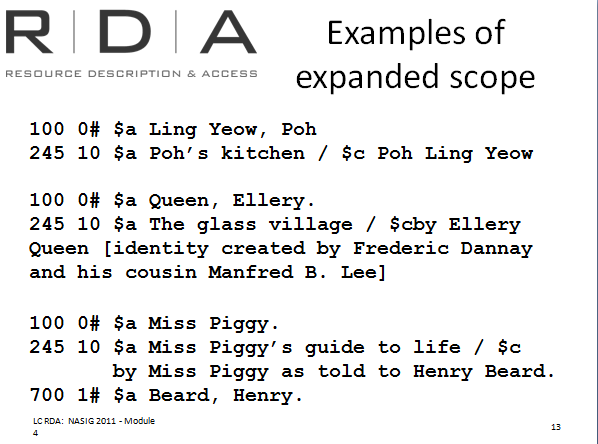 RDA
RESOURCE DESCRIPTION & ACCESS
Examples of
expanded scope
100 0# $a Ling Yeow, Poh
245 10 $a Poh’s kitchen / $c Poh Ling Yeow
100 0# $a Queen, Ellery.
245 10 $a The glass village / $cby Ellery
Queen [identity created by Frederic Dannay
and his cousin Manfred B. Lee]
100 0# $a Miss Piggy.
245 10 $a Miss Piggy’s guide to life / $c
by Miss Piggy as told to Henry Beard.
700 1# $a Beard, Henry.
LC RDA: NASIG 2011 - Module
4
13